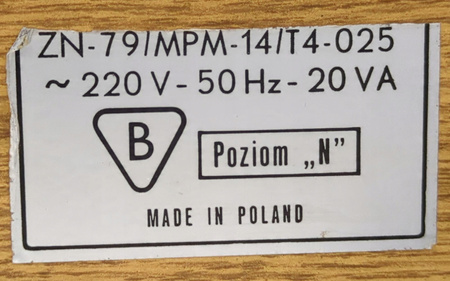 ZN-79/MPM-14/T4-025
~ 220 V - 50 Hz - 20 VA
B
Poziom „N”
MADE IN POLAND